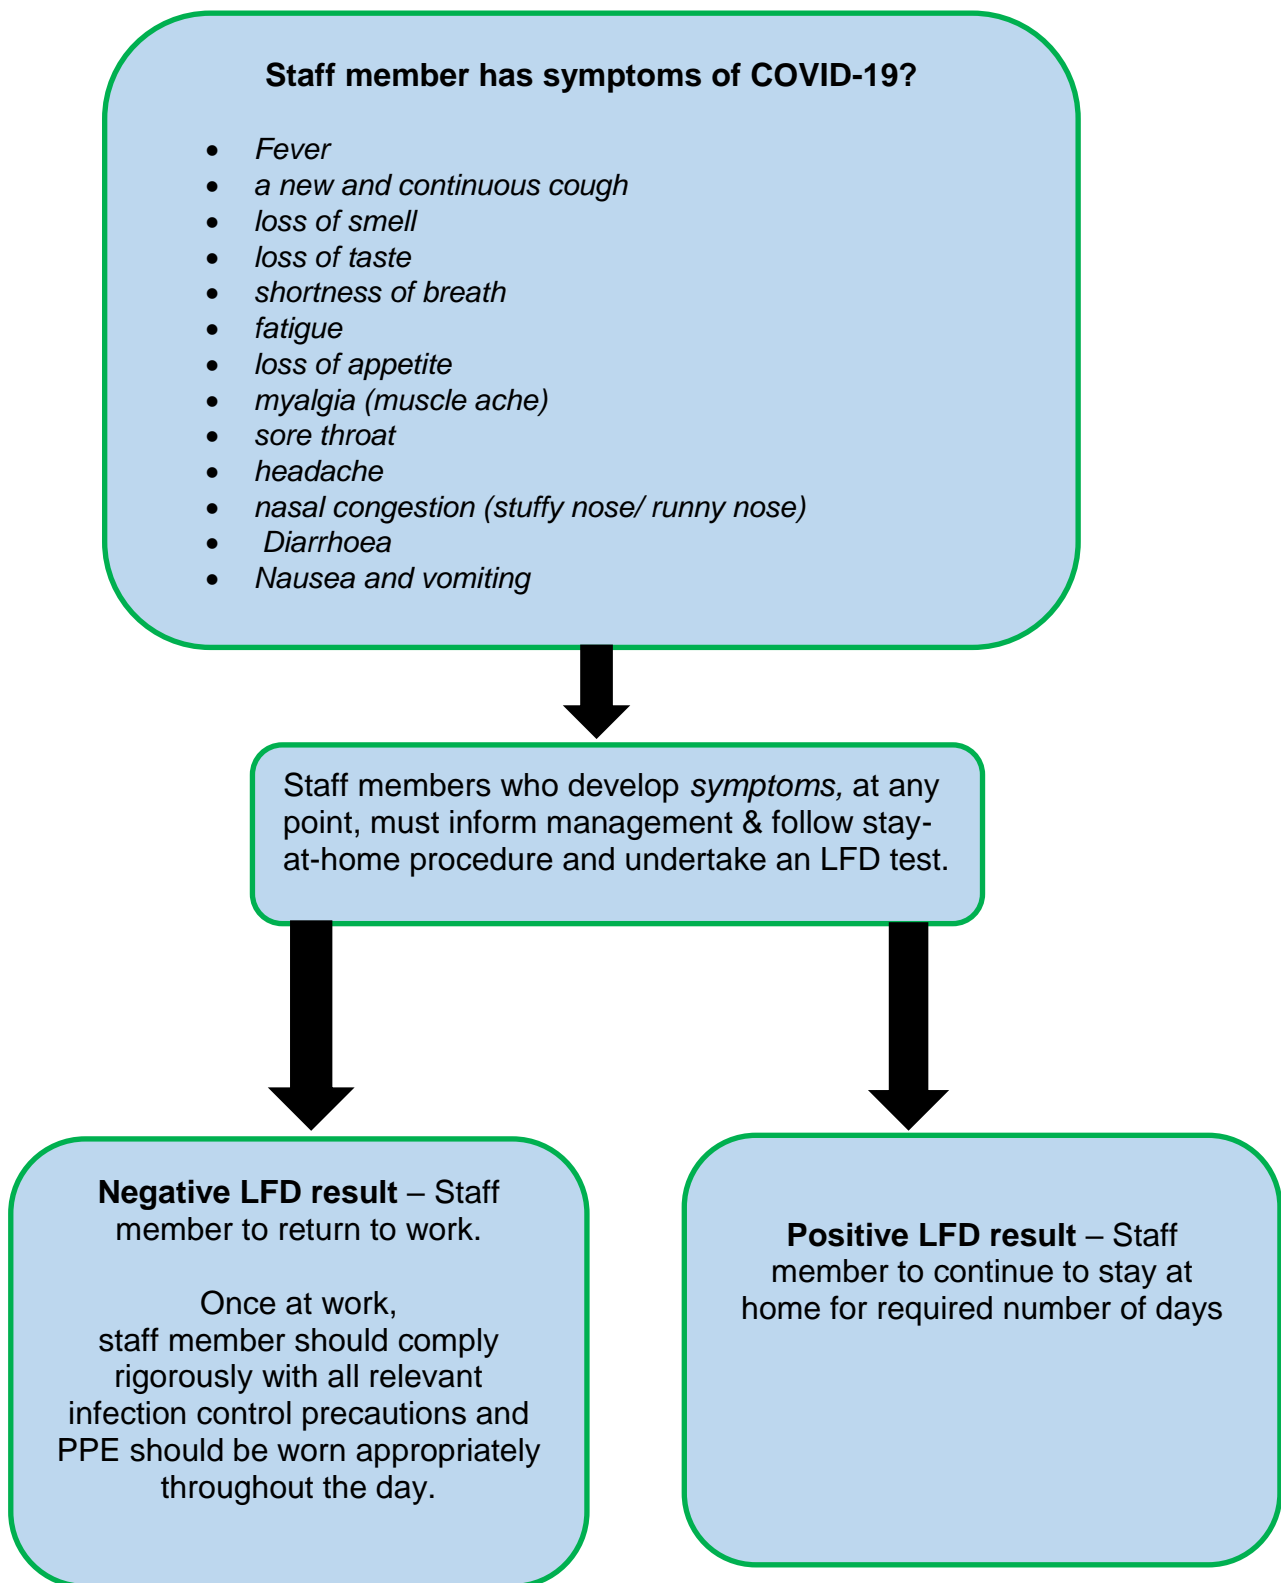 Staff member has symptoms of COVID-19?
• Fever
• a new and continuous cough
• loss of smell
• loss of taste
• shortness of breath
• fatigue
• loss of appetite
• myalgia (muscle ache)
• sore throat
• headache
• nasal congestion (stuffy nose/ runny nose)
• Diarrhoea
• Nausea and vomiting
Staff members who develop symptoms, at any
point, must inform management & follow stay-
at-home procedure and undertake an LFD test.
Negative LFD result – Staff
member to return to work.
Once at work,
staff member should comply
rigorously with all relevant
infection control precautions and
PPE should be worn appropriately
throughout the day.
Positive LFD result – Staff
member to continue to stay at
home for required number of days